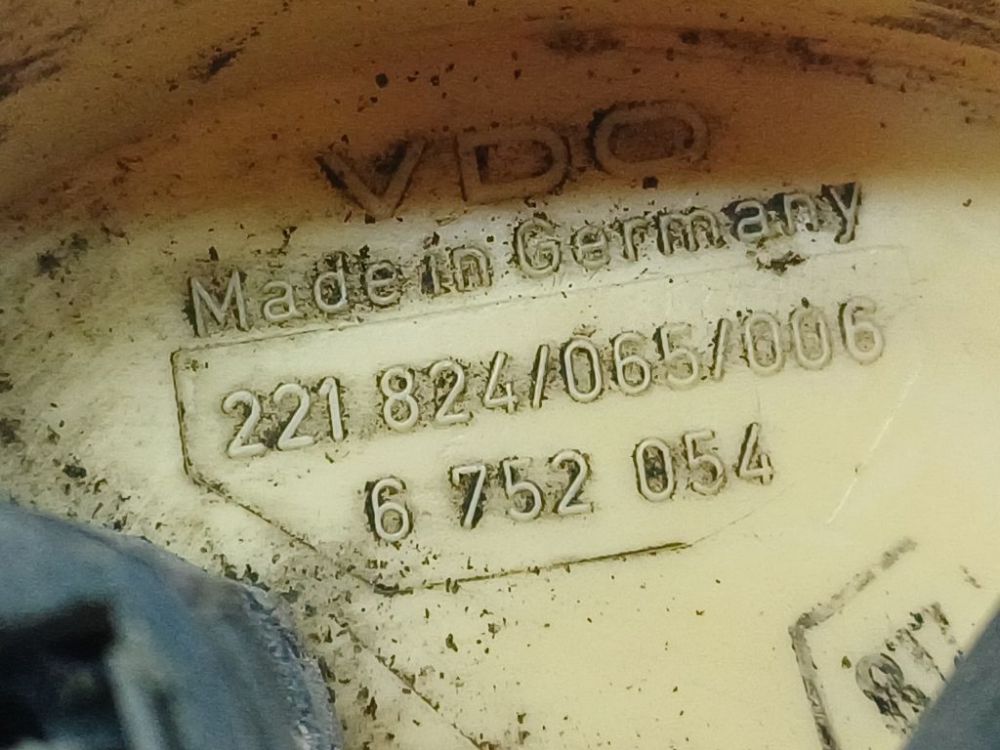 VDO
Made in Germany
221 824/065/006
6 752 054